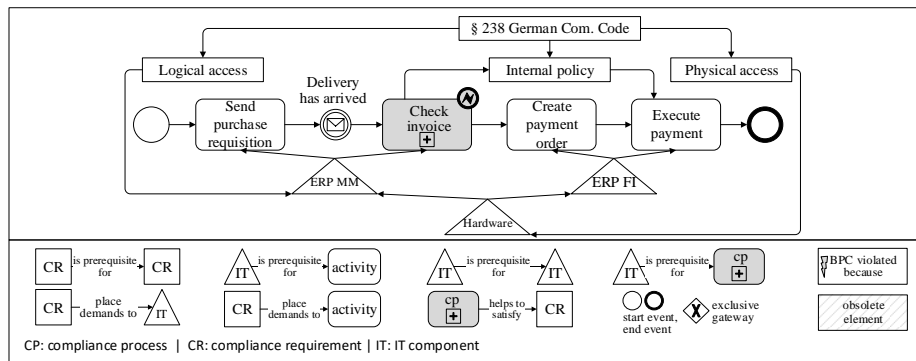 § 238 German Com. Code
Logical access
Internal policy
Physical access
Delivery
has arrived
Send
purchase
requisition
Check
invoice
Create
payment
order
Execute
payment
ERP MM
ERP FI
Hardware
CR
is prerequisite
for
CR
IT
is prerequisite
for
activity
IT
is prerequisite
for
IT
IT
is prerequisite
for
cp
BPC violated
because
CR
place
demands to
IT
CR
place
demands to
activity
cp
helps to
satisfy
CR
start event,
end event
X
exclusive
gateway
obsolete
element
CP: compliance process | CR: compliance requirement | IT: IT component